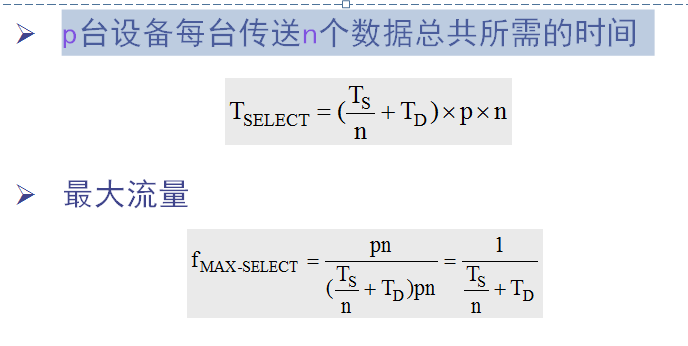 ➢ p台设备每台传送n个数据总共所需的时间
T_SELECT = (T_S/n + T_D)×p×n
➢ 最大流量
f_MAX-SELECT = pn/((T_S/n + T_D)pn) = 1/(T_S/n + T_D)